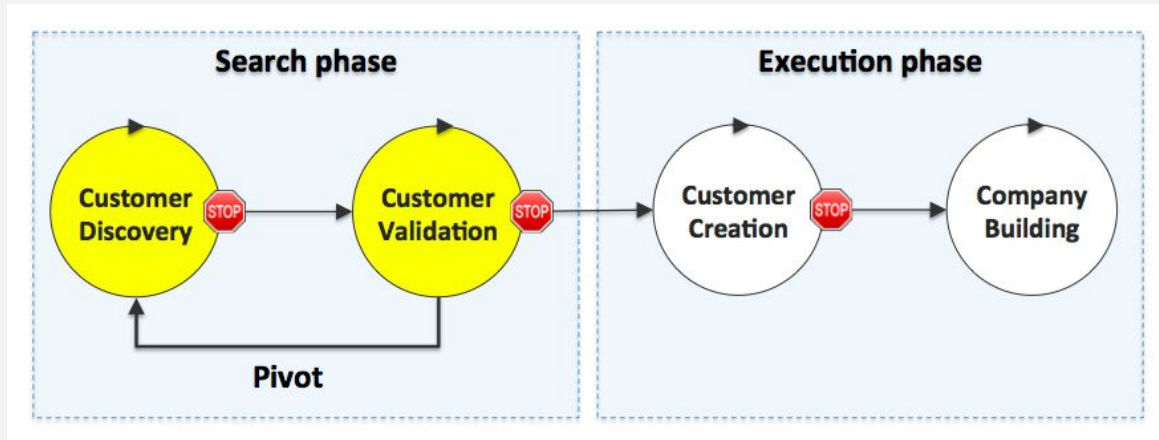 Search phase
Execution phase
Customer
Discovery
STOP
Customer
Validation
STOP
Customer
Creation
STOP
Company
Building
Pivot